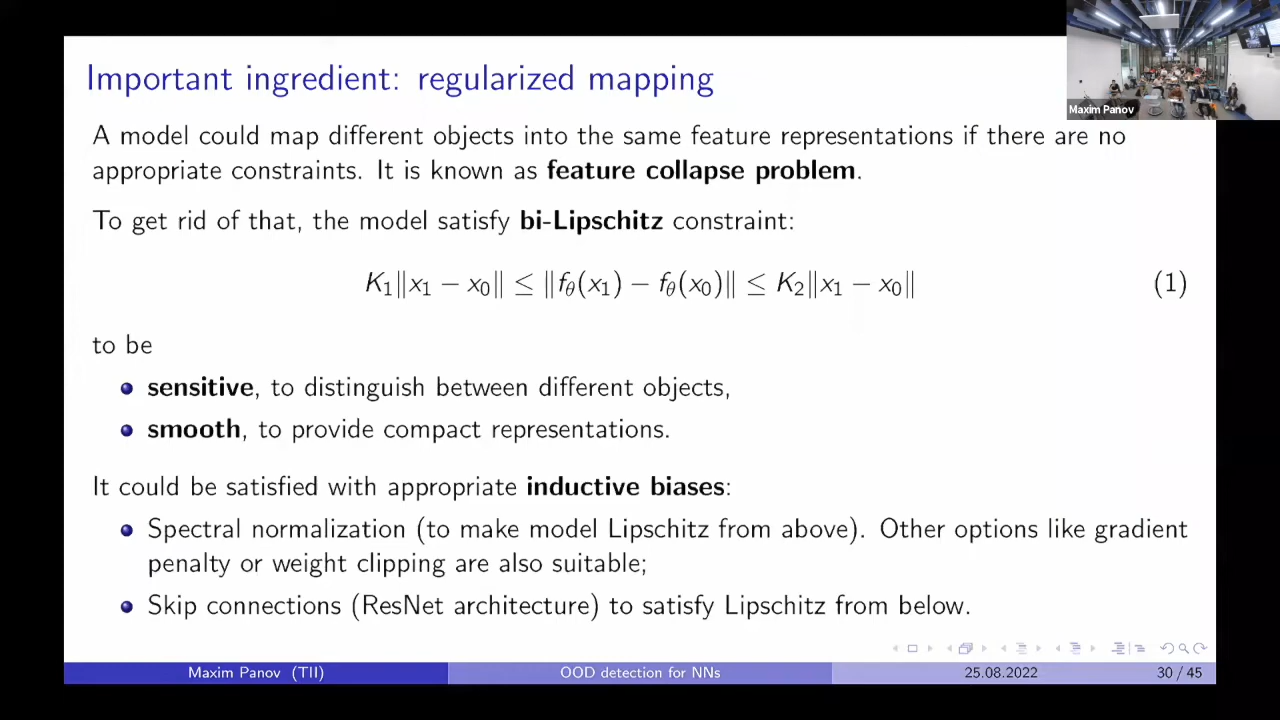 Important ingredient: regularized mapping
Maxim Panov
A model could map different objects into the same feature representations if there are no
appropriate constraints. It is known as feature collapse problem.
To get rid of that, the model satisfy bi-Lipschitz constraint:
K₁‖x₁ − x₀‖ ≤ ‖f_θ(x₁) − f_θ(x₀)‖ ≤ K₂‖x₁ − x₀‖ (1)
to be
sensitive, to distinguish between different objects,
smooth, to provide compact representations.
It could be satisfied with appropriate inductive biases:
Spectral normalization (to make model Lipschitz from above). Other options like gradient
penalty or weight clipping are also suitable;
Skip connections (ResNet architecture) to satisfy Lipschitz from below.
Maxim Panov (TII) OOD detection for NNs 25.08.2022 30 / 45